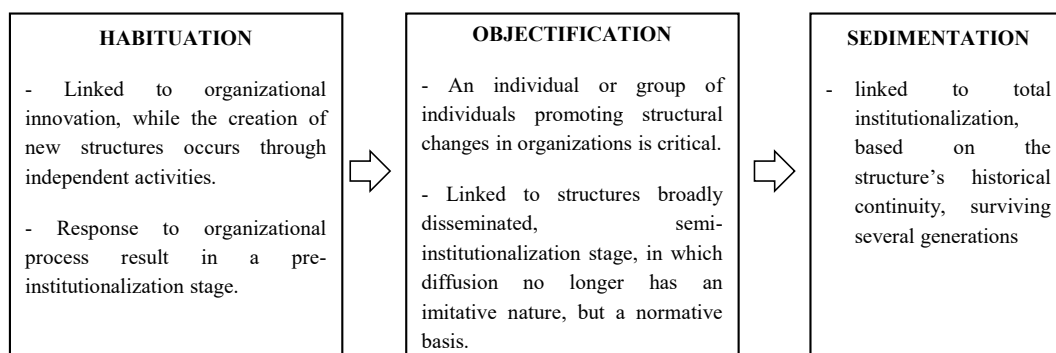 HABITUATION
- Linked to organizational
innovation, while the creation of
new structures occurs through
independent activities.
- Response to organizational
process result in a pre-
institutionalization stage.
OBJECTIFICATION
- An individual or group of
individuals promoting structural
changes in organizations is critical.
- Linked to structures broadly
disseminated, semi-
institutionalization stage, in which
diffusion no longer has an
imitative nature, but a normative
basis.
SEDIMENTATION
- linked to total
institutionalization,
based on the
structure's historical
continuity, surviving
several generations